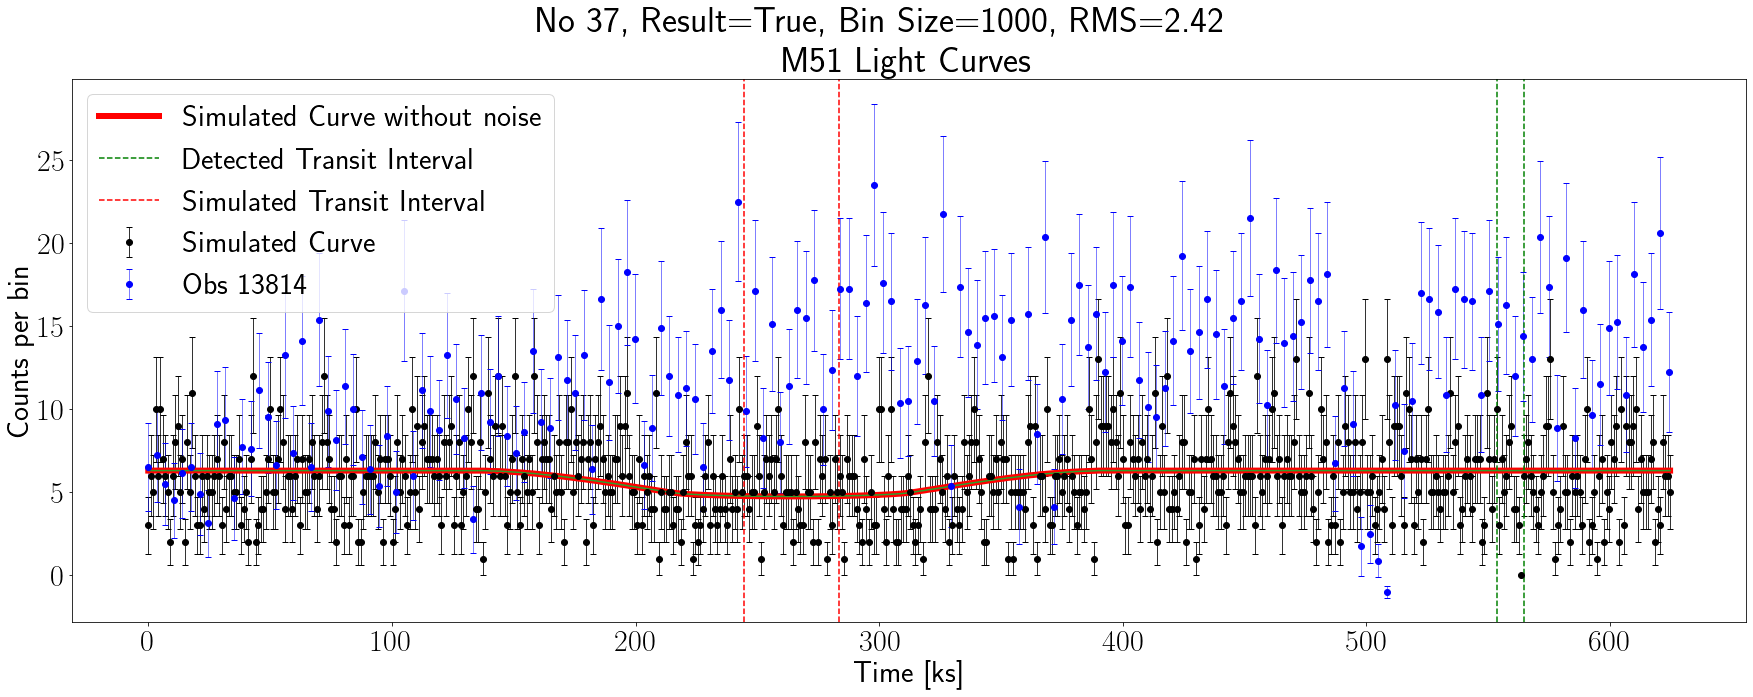 No 37, Result=True, Bin Size=1000, RMS=2.42
M51 Light Curves
Simulated Curve without noise
Detected Transit Interval
Simulated Transit Interval
Simulated Curve
Obs 13814
Counts per bin
25
20
15
10
5
0
0 100 200 300 400 500 600
Time [ks]